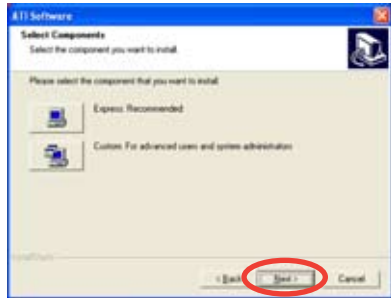 ATI Software
Select Components
Select the component you want to install.
Please select the component that you want to install.
Express: Recommended
Custom: For advanced users and system administrators
< Back
Next >
Cancel